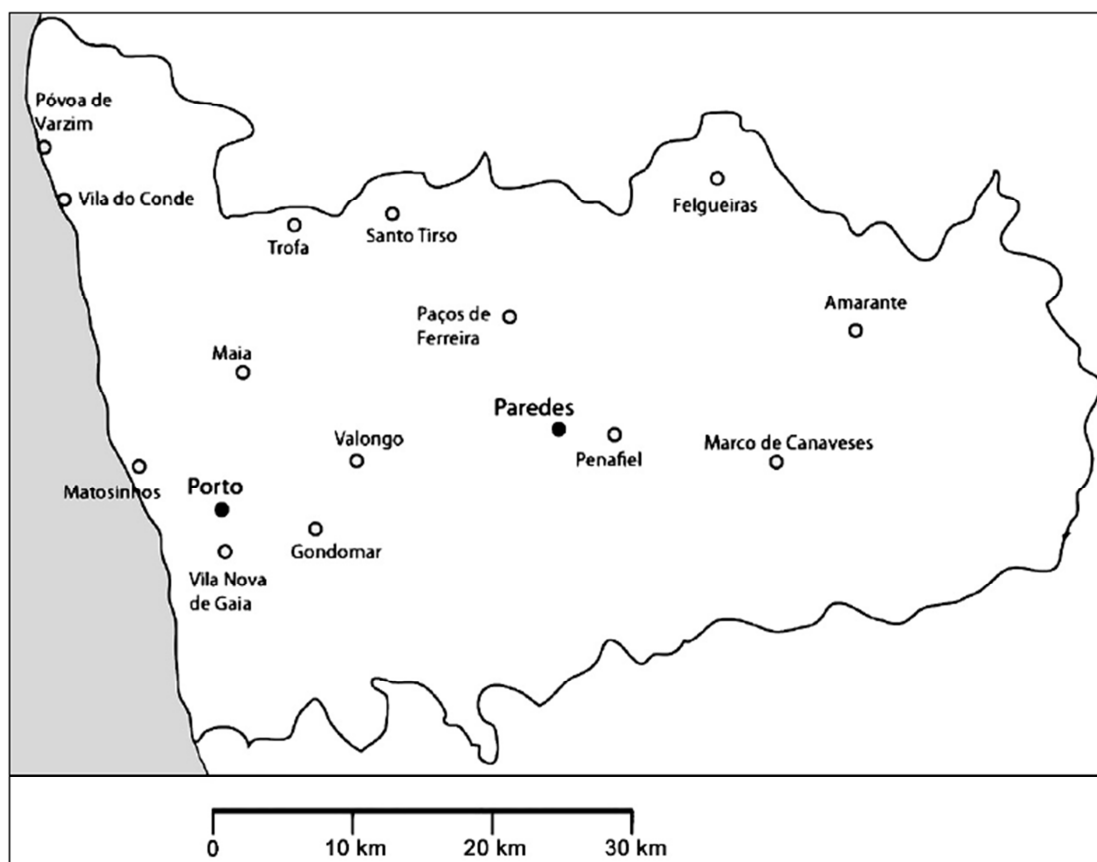 Póvoa de
Varzim
Vila do Conde
Trofa
Santo Tirso
Felgueiras
Amarante
Paços de
Ferreira
Maia
Paredes
Penafiel
Marco de Canaveses
Valongo
Matosinhos
Porto
Gondomar
Vila Nova
de Gaia
0 10 km 20 km 30 km